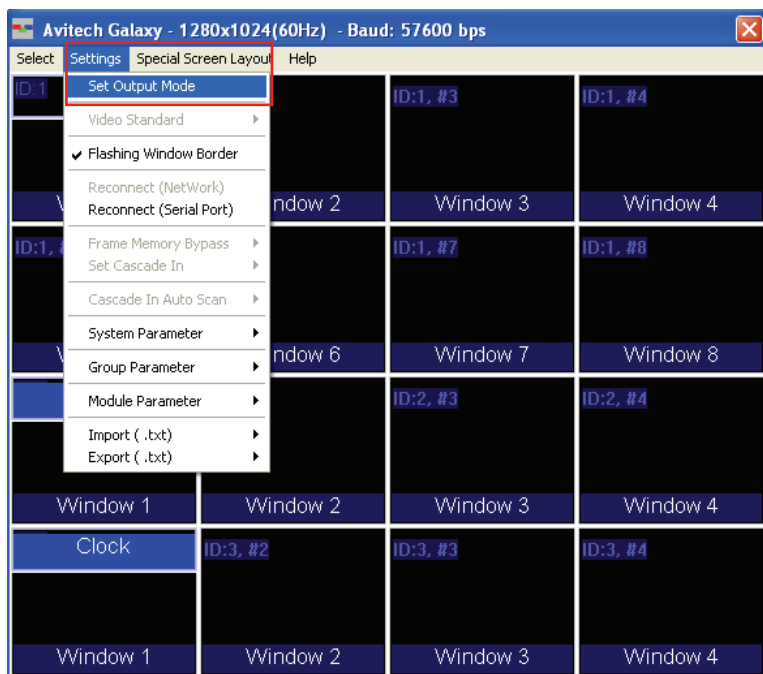 Avitech Galaxy - 1280x1024(60Hz) - Baud: 57600 bps
Select Settings Special Screen Layout Help
Set Output Mode
Video Standard
Flashing Window Border
Reconnect (NetWork)
Reconnect (Serial Port)
Frame Memory Bypass
Set Cascade In
Cascade In Auto Scan
System Parameter
Group Parameter
Module Parameter
Import ( .txt)
Export ( .txt)
ID:1 ID:1, #3 ID:1, #4
ndow 2 Window 3 Window 4
ID:1, ID:1, #7 ID:1, #8
ndow 6 Window 7 Window 8
ID:2, #3 ID:2, #4
Window 1 Window 2 Window 3 Window 4
Clock ID:3, #2 ID:3, #3 ID:3, #4
Window 1 Window 2 Window 3 Window 4